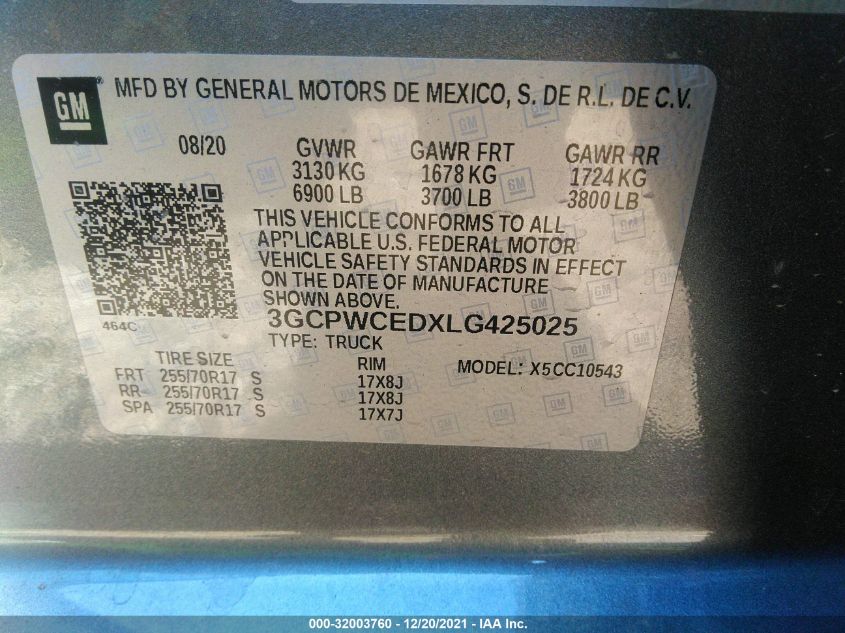 GM ® MFD BY GENERAL MOTORS DE MEXICO, S. DE R.L. DE C.V.
08/20 GVWR GAWR FRT GAWR RR
3130 KG 1678 KG 1724 KG
6900 LB 3700 LB 3800 LB
THIS VEHICLE CONFORMS TO ALL
APPLICABLE U.S. FEDERAL MOTOR
VEHICLE SAFETY STANDARDS IN EFFECT
ON THE DATE OF MANUFACTURE
SHOWN ABOVE.
464C 3GCPWCEDXLG425025
TYPE: TRUCK
TIRE SIZE RIM MODEL: X5CC10543
FRT 255/70R17 S 17X8J
RR 255/70R17 S 17X8J
SPA 255/70R17 S 17X7J
000-32003760 - 12/20/2021 - IAA Inc.